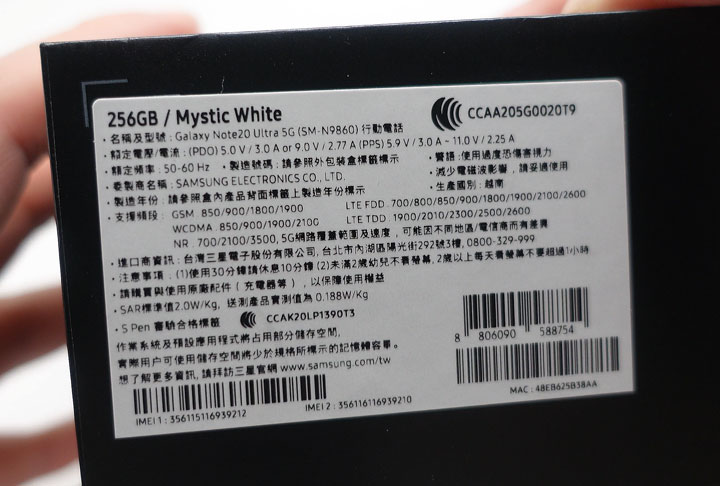 256GB / Mystic White
CCAA205G0020T9
・名稱及型號 : Galaxy Note20 Ultra 5G (SM-N9860) 行動電話
・額定電壓/電流 : (PDO) 5.0 V / 3.0 A or 9.0 V / 2.77 A (PPS) 5.9 V / 3.0 A ~ 11.0 V / 2.25 A
・額定頻率 : 50-60 Hz ・製造號碼 : 請參照外包裝盒標籤標示
・警語 : 使用過度恐傷害視力
・委製商名稱 : SAMSUNG ELECTRONICS CO., LTD.
・減少電磁波影響, 請妥適使用
・製造年份 : 請參照盒內產品背面標籤上製造年份標示
・生產國別 : 越南
・支援頻段 : GSM : 850/900/1800/1900 LTE FDD : 700/800/850/900/1800/1900/2100/2600
WCDMA : 850/900/1900/2100 LTE TDD : 1900/2010/2300/2500/2600
NR : 700/2100/3500, 5G網路覆蓋範圍及速度, 可能因不同地區/電信商而有差異
・進口商資訊 : 台灣三星電子股份有限公司, 台北市內湖區陽光街292號3樓, 0800-329-999
・注意事項 : (1)使用30分鐘請休息10分鐘 (2)未滿2歲幼兒不看螢幕, 2歲以上每天看螢幕不要超過1小時
・請購買與使用原廠配件 ( 充電器等 ) , 以保障使用權益
・SAR標準值2.0W/Kg, 送測產品實測值為 0.188W/Kg
・S Pen 審驗合格標籤 CCAK20LP1390T3
作業系統及預設應用程式將占用部分儲存空間,
實際用戶可使用儲存空間將少於規格所標示的記憶體容量。
想了解更多資訊, 請拜訪三星官網 www.samsung.com/tw
8 806090 588754
IMEI 1 : 356115116939212
IMEI 2 : 356116116939210
MAC : 48EB625B38AA